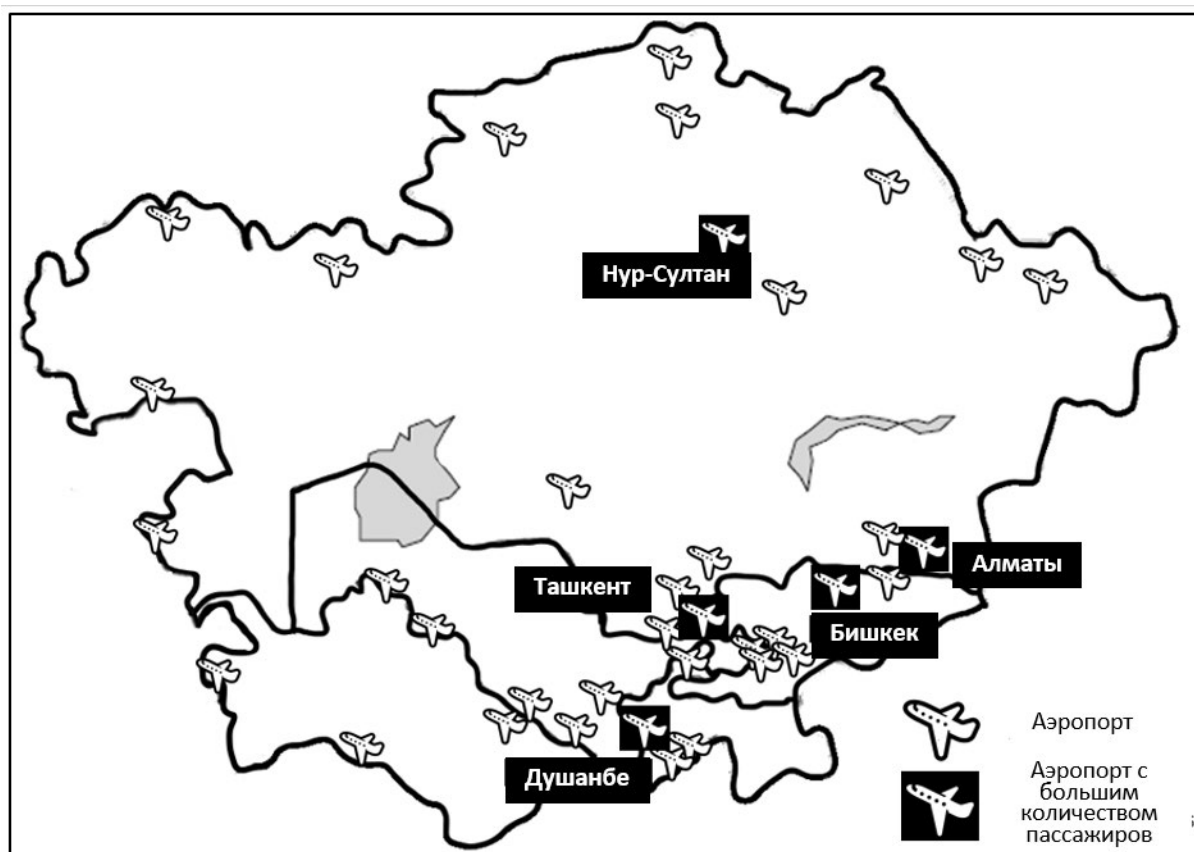 Нур-Султан
Ташкент
Алматы
Бишкек
Душанбе
Аэропорт
Аэропорт с
большим
количеством
пассажиров